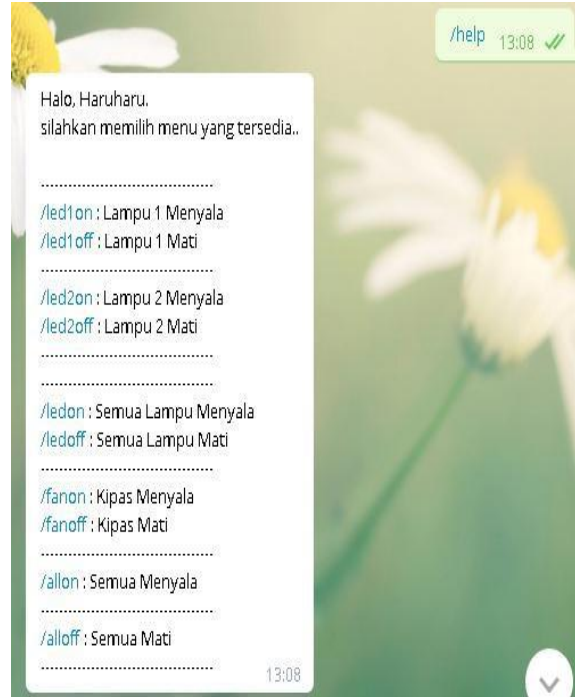 /help 13:08
Halo, Haruharu.
silahkan memilih menu yang tersedia..
....................................
/led1on : Lampu 1 Menyala
/led1off : Lampu 1 Mati
....................................
/led2on : Lampu 2 Menyala
/led2off : Lampu 2 Mati
....................................
....................................
/ledon : Semua Lampu Menyala
/ledoff : Semua Lampu Mati
....................................
/fanon : Kipas Menyala
/fanoff : Kipas Mati
....................................
/allon : Semua Menyala
....................................
/alloff : Semua Mati
....................................
13:08